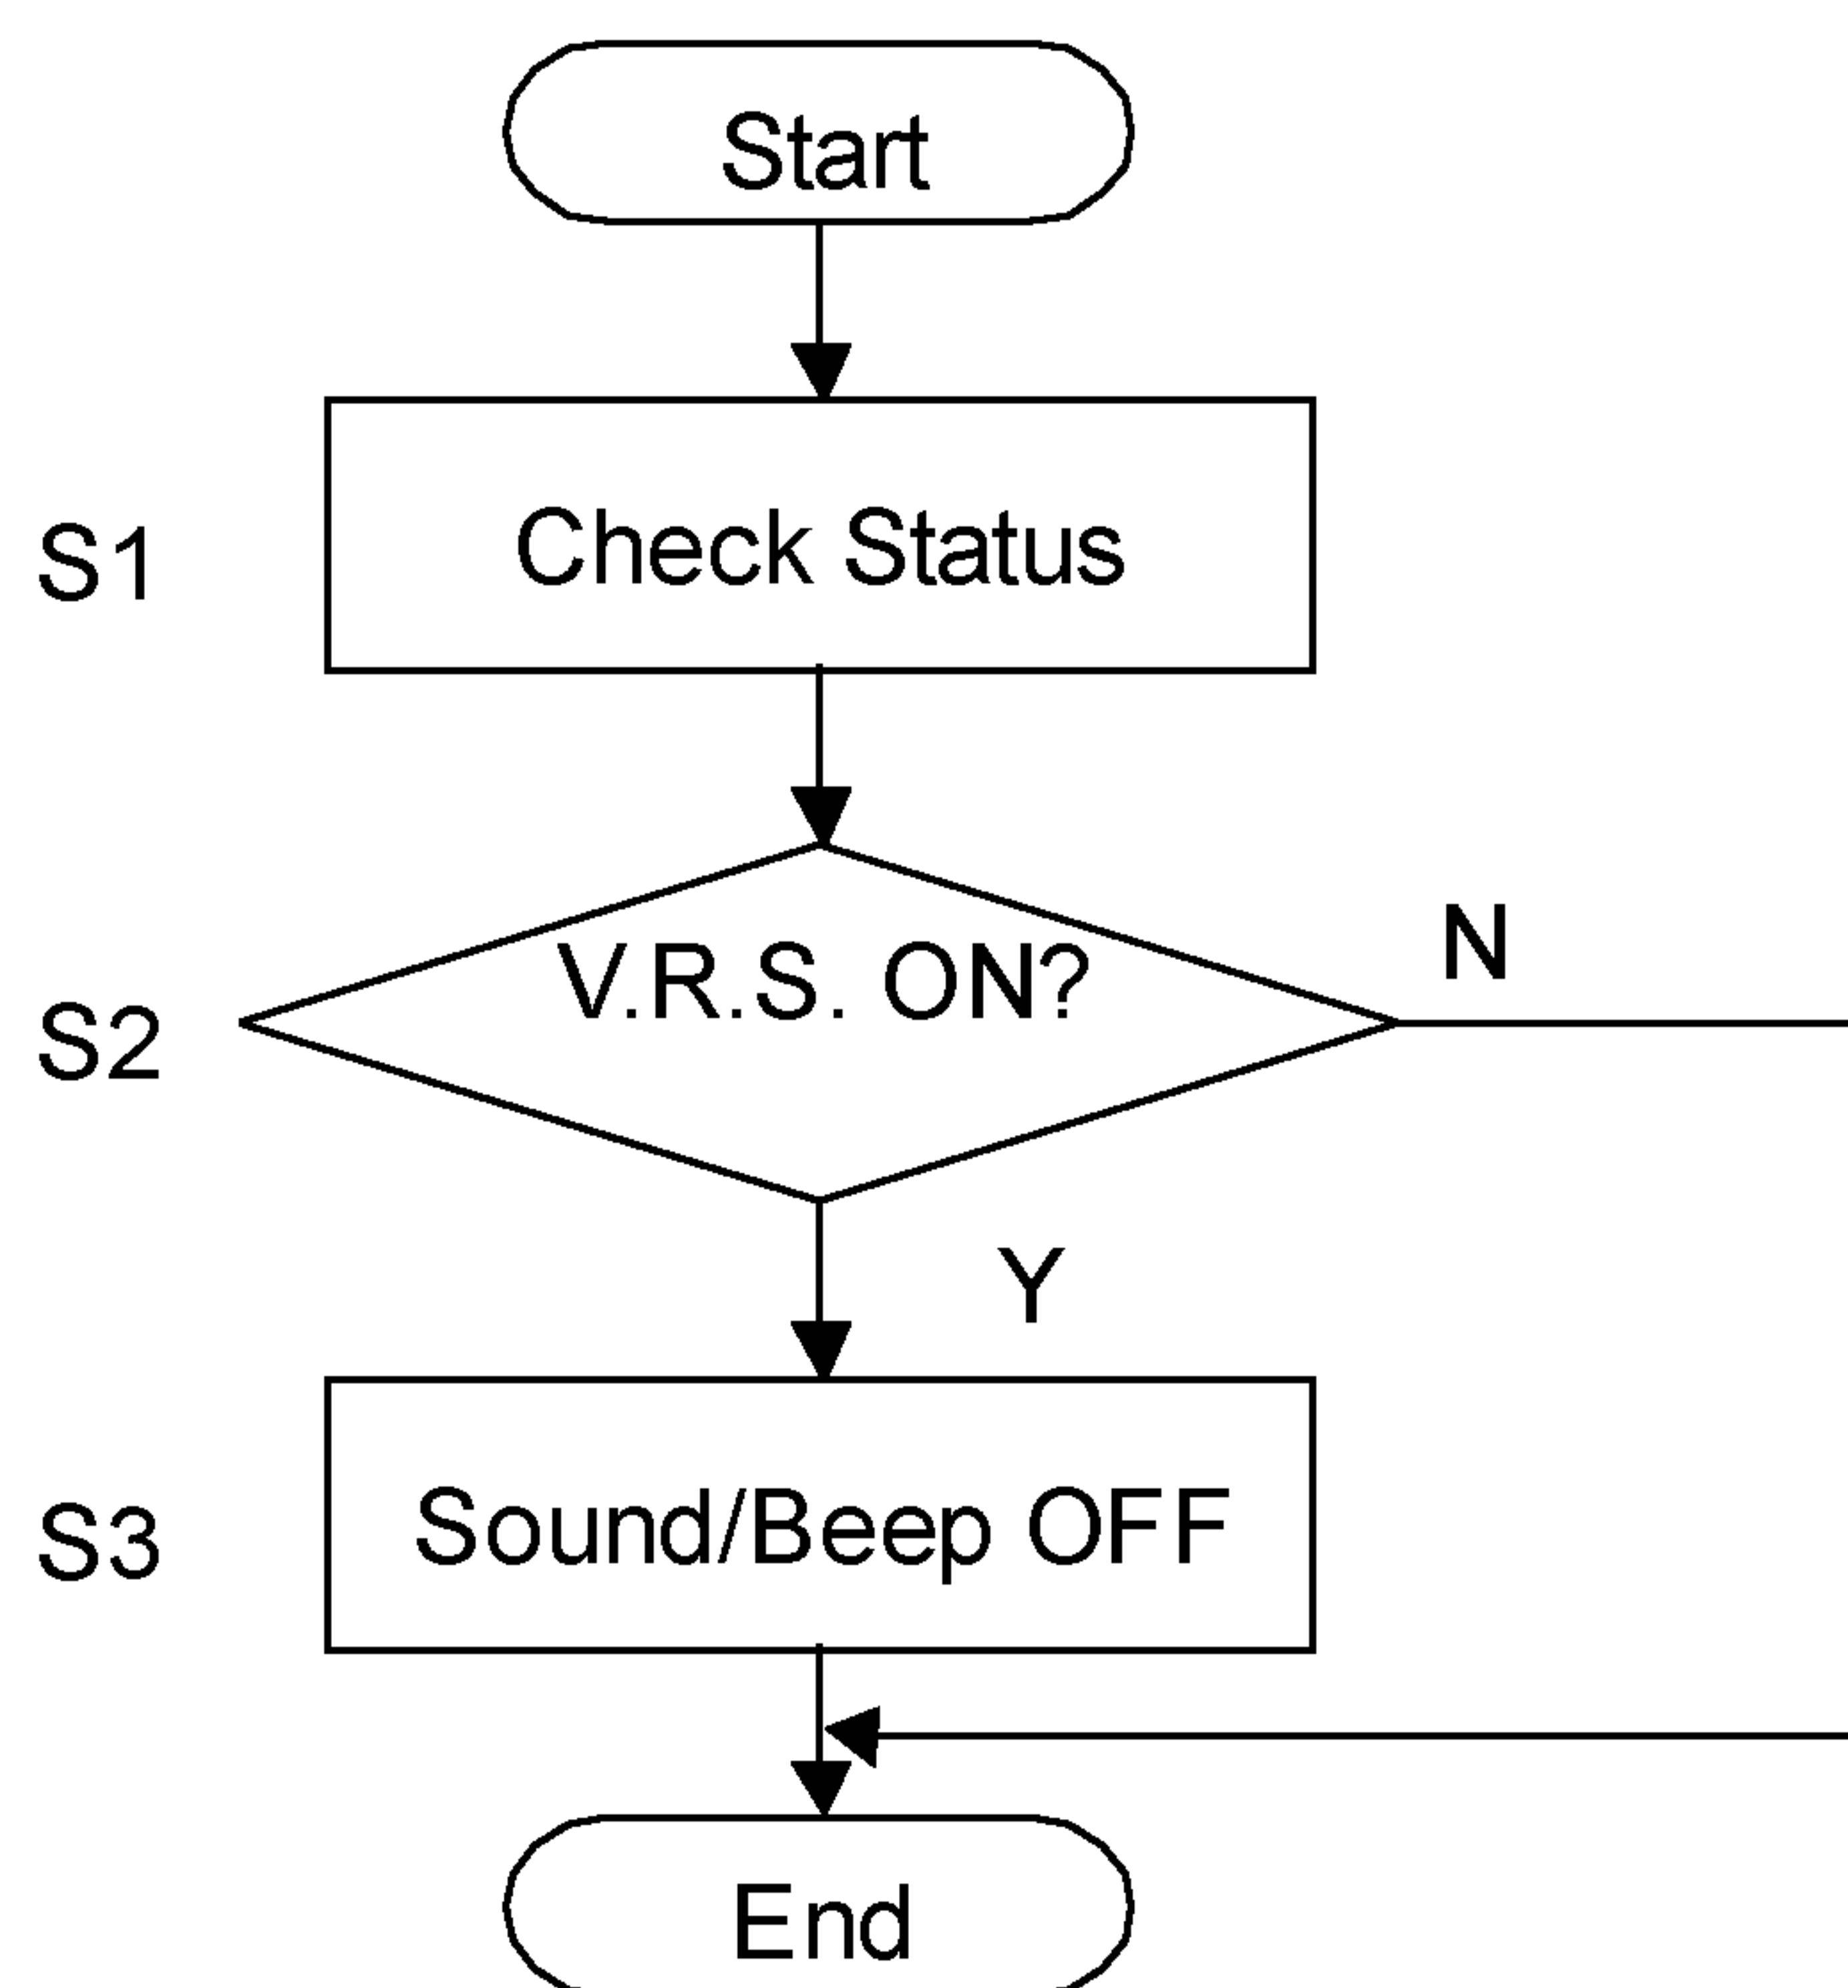 Start
S1
Check Status
S2
V.R.S. ON?
N
Y
S3
Sound/Beep OFF
End